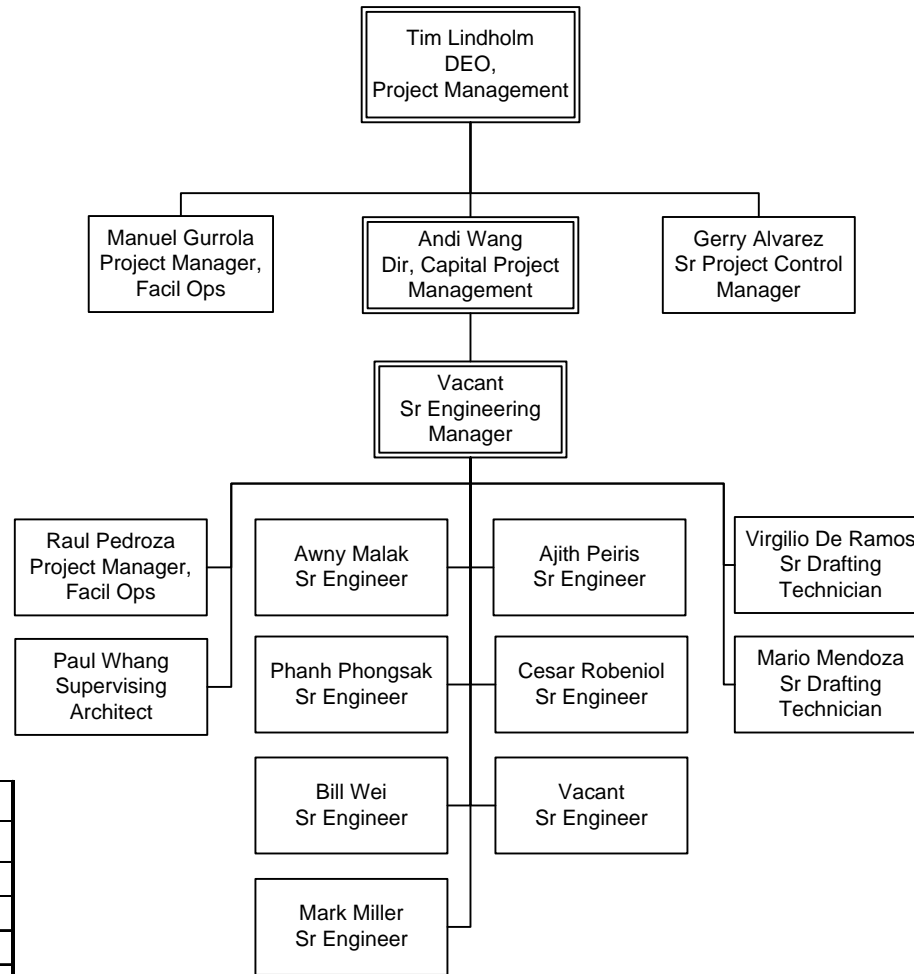 Tim Lindholm
DEO,
Project Management
Manuel Gurrola
Project Manager,
Facil Ops
Andi Wang
Dir, Capital Project
Management
Gerry Alvarez
Sr Project Control
Manager
Vacant
Sr Engineering
Manager
Raul Pedroza
Project Manager,
Facil Ops
Awny Malak
Sr Engineer
Ajith Peiris
Sr Engineer
Virgilio De Ramos
Sr Drafting
Technician
Paul Whang
Supervising
Architect
Phanh Phongsak
Sr Engineer
Cesar Robeniol
Sr Engineer
Mario Mendoza
Sr Drafting
Technician
Bill Wei
Sr Engineer
Vacant
Sr Engineer
Mark Miller
Sr Engineer